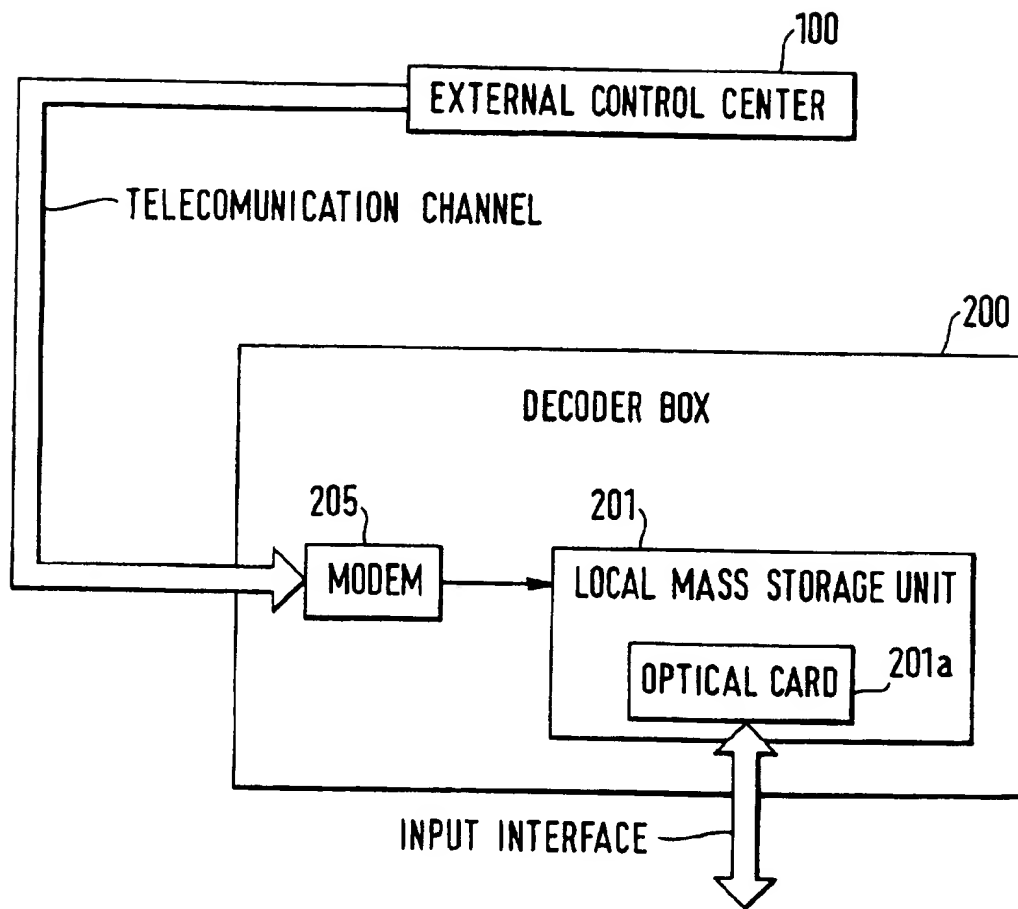 100
EXTERNAL CONTROL CENTER
TELECOMUNICATION CHANNEL
200
DECODER BOX
205
201
MODEM
LOCAL MASS STORAGE UNIT
OPTICAL CARD
201a
INPUT INTERFACE